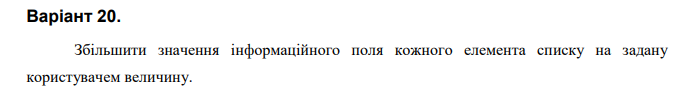 Варіант 20.
Збільшити значення інформаційного поля кожного елемента списку на задану
користувачем величину.